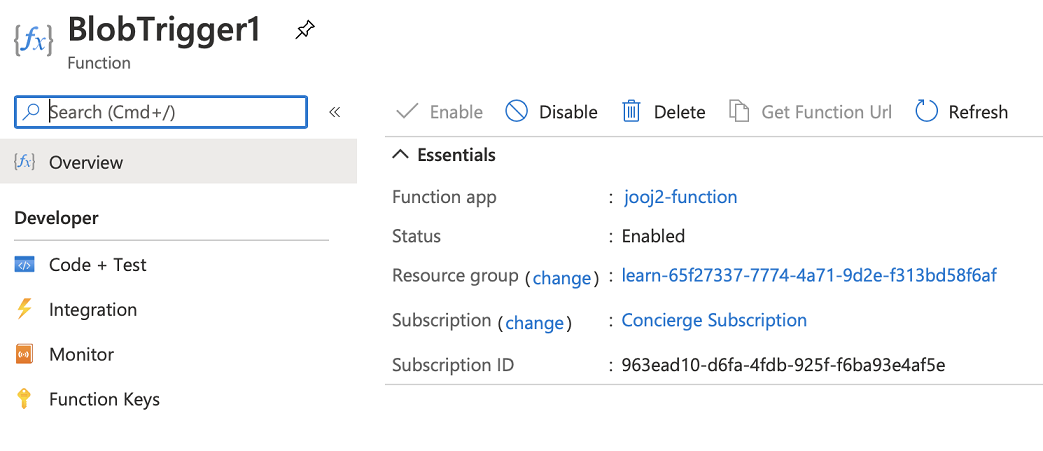 BlobTrigger1
Function
Search (Cmd+/)
«
Enable
Disable
Delete
Get Function Url
Refresh
Overview
Developer
Code + Test
Integration
Monitor
Function Keys
Essentials
Function app : jooj2-function
Status : Enabled
Resource group (change) : learn-65f27337-7774-4a71-9d2e-f313bd58f6af
Subscription (change) : Concierge Subscription
Subscription ID : 963ead10-d6fa-4fdb-925f-f6ba93e4af5e